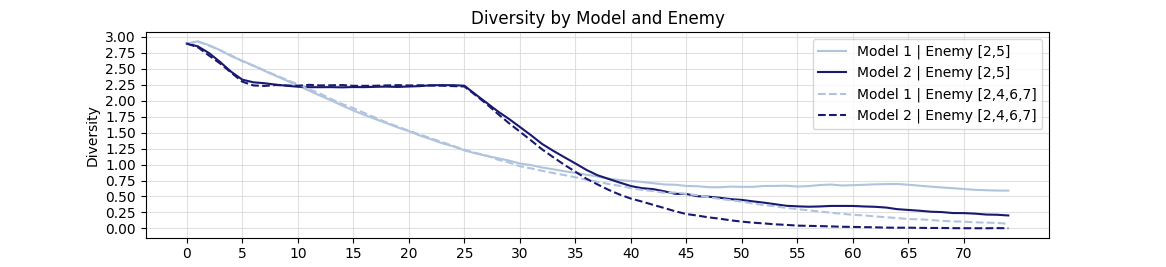 Diversity by Model and Enemy
Diversity
3.00
2.75
2.50
2.25
2.00
1.75
1.50
1.25
1.00
0.75
0.50
0.25
0.00
Model 1 | Enemy [2,5]
Model 2 | Enemy [2,5]
Model 1 | Enemy [2,4,6,7]
Model 2 | Enemy [2,4,6,7]
0 5 10 15 20 25 30 35 40 45 50 55 60 65 70